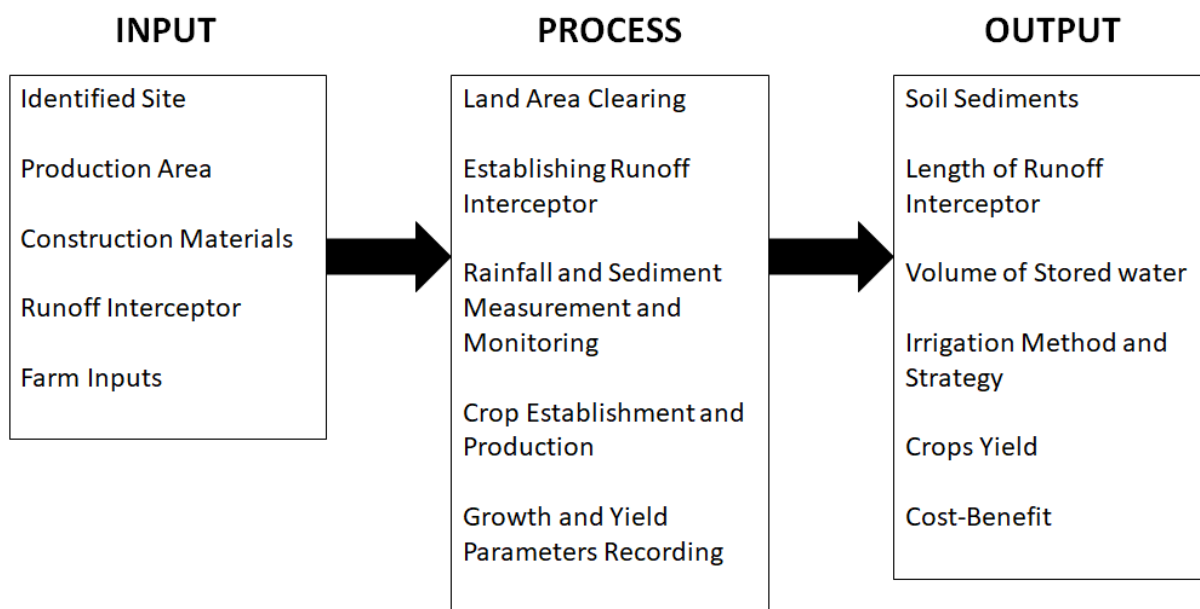 INPUT
Identified Site
Production Area
Construction Materials
Runoff Interceptor
Farm Inputs
PROCESS
Land Area Clearing
Establishing Runoff
Interceptor
Rainfall and Sediment
Measurement and
Monitoring
Crop Establishment and
Production
Growth and Yield
Parameters Recording
OUTPUT
Soil Sediments
Length of Runoff
Interceptor
Volume of Stored water
Irrigation Method and
Strategy
Crops Yield
Cost-Benefit